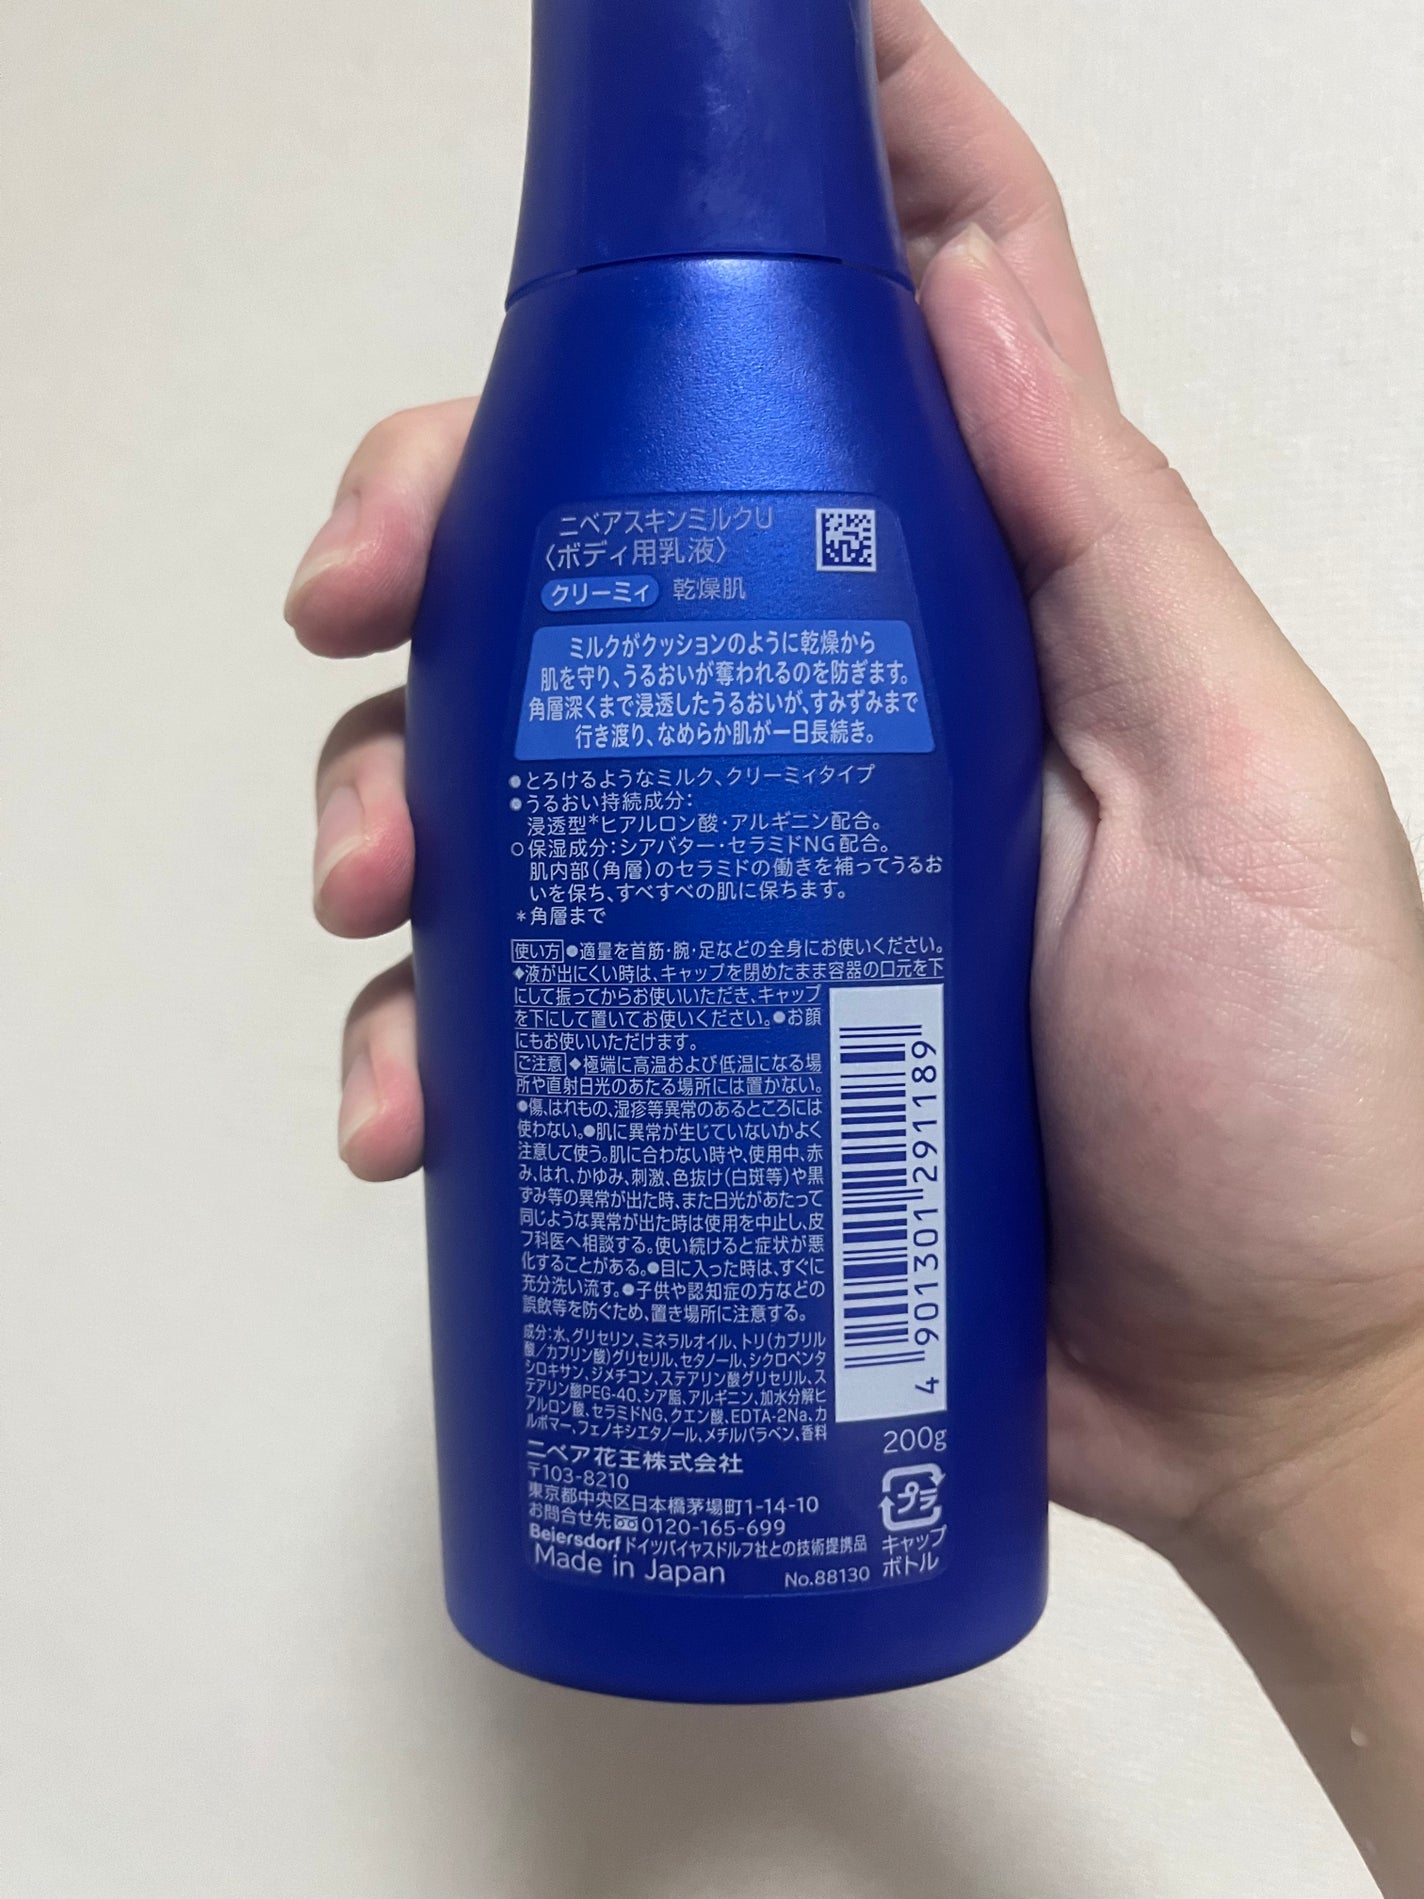 ニベアスキンミルクU
〈ボディ用乳液〉
クリーミィ 乾燥肌
ミルクがクッションのように乾燥から
肌を守り、うるおいが奪われるのを防ぎます。
角層深くまで浸透したうるおいが、すみずみまで
行き渡り、なめらか肌が一日長続き。
●とろけるようなミルク、クリーミィタイプ
●うるおい持続成分:
浸透型*ヒアルロン酸・アルギニン配合。
○保湿成分:シアバター・セラミドNG配合。
肌内部(角層)のセラミドの働きを補ってうるお
いを保ち、すべすべの肌に保ちます。
*角層まで
使い方 ●適量を首筋・腕・足などの全身にお使いください。
◆液が出にくい時は、キャップを閉めたまま容器の口元を下
にして振ってからお使いいただき、キャップ
を下にして置いてお使いください。●お顔
にもお使いいただけます。
ご注意 ◆極端に高温および低温になる場
所や直射日光のあたる場所には置かない。
●傷、はれもの、湿疹等異常のあるところには
使わない。●肌に異常が生じていないかよく
注意して使う。肌に合わない時や、使用中、赤
み、はれ、かゆみ、刺激、色抜け(白斑等)や黒
ずみ等の異常が出た時、また日光があたって
同じような異常が出た時は使用を中止し、皮
フ科医へ相談する。使い続けると症状が悪
化することがある。●目に入った時は、すぐに
充分洗い流す。●子供や認知症の方などの
誤飲等を防ぐため、置き場所に注意する。
成分:水、グリセリン、ミネラルオイル、トリ(カプリル
酸/カプリン酸)グリセリル、セタノール、シクロペンタ
シロキサン、ジメチコン、ステアリン酸グリセリル、ス
テアリン酸PEG-40、シア脂、アルギニン、加水分解ヒ
アルロン酸、セラミドNG、クエン酸、EDTA-2Na、カ
ルボマー、フェノキシエタノール、メチルパラベン、香料
4 901301 291189
200g
ニベア花王株式会社
〒103-8210
東京都中央区日本橋茅場町1-14-10
お問合せ先 0120-165-699
Beiersdorf ドイツバイヤスドルフ社との技術提携品
Made in Japan
No.88130
プラ
キャップ
ボトル